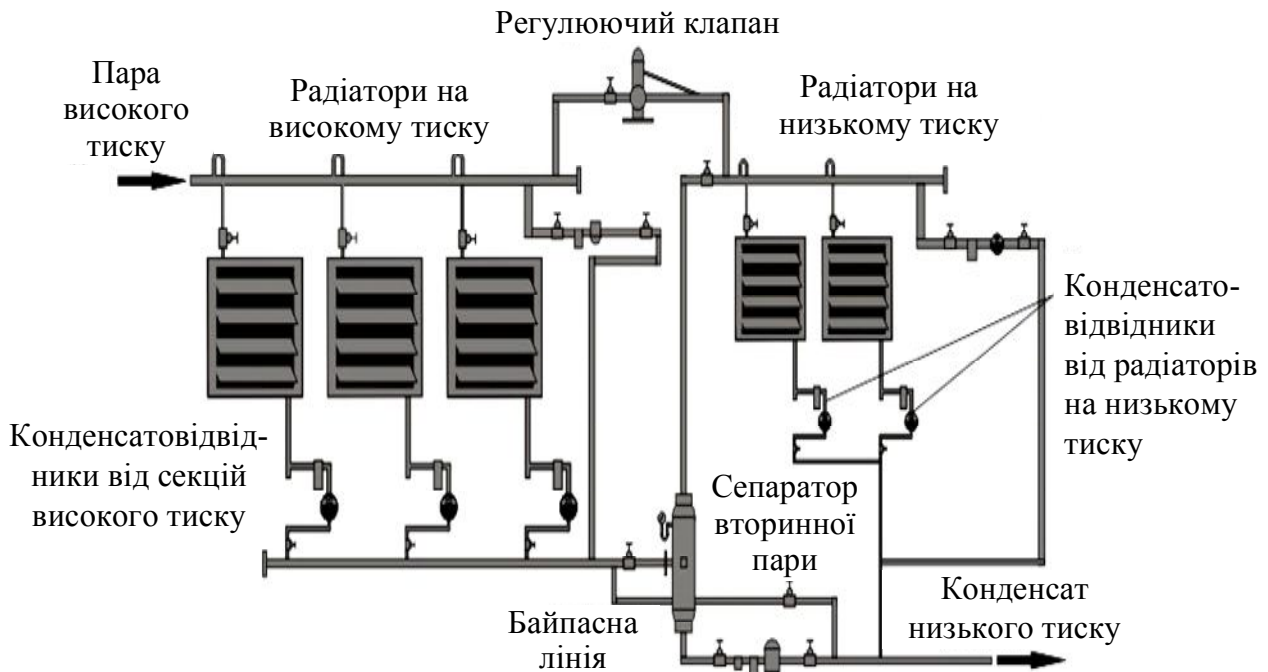 Регулюючий клапан
Пара
високого
тиску
Радіатори на
високому тиску
Радіатори на
низькому тиску
Конденсато-
відвідники
від радіаторів
на низькому
тиску
Конденсатовідвід-
ники від секцій
високого тиску
Сепаратор
вторинної
пари
Байпасна
лінія
Конденсат
низького тиску